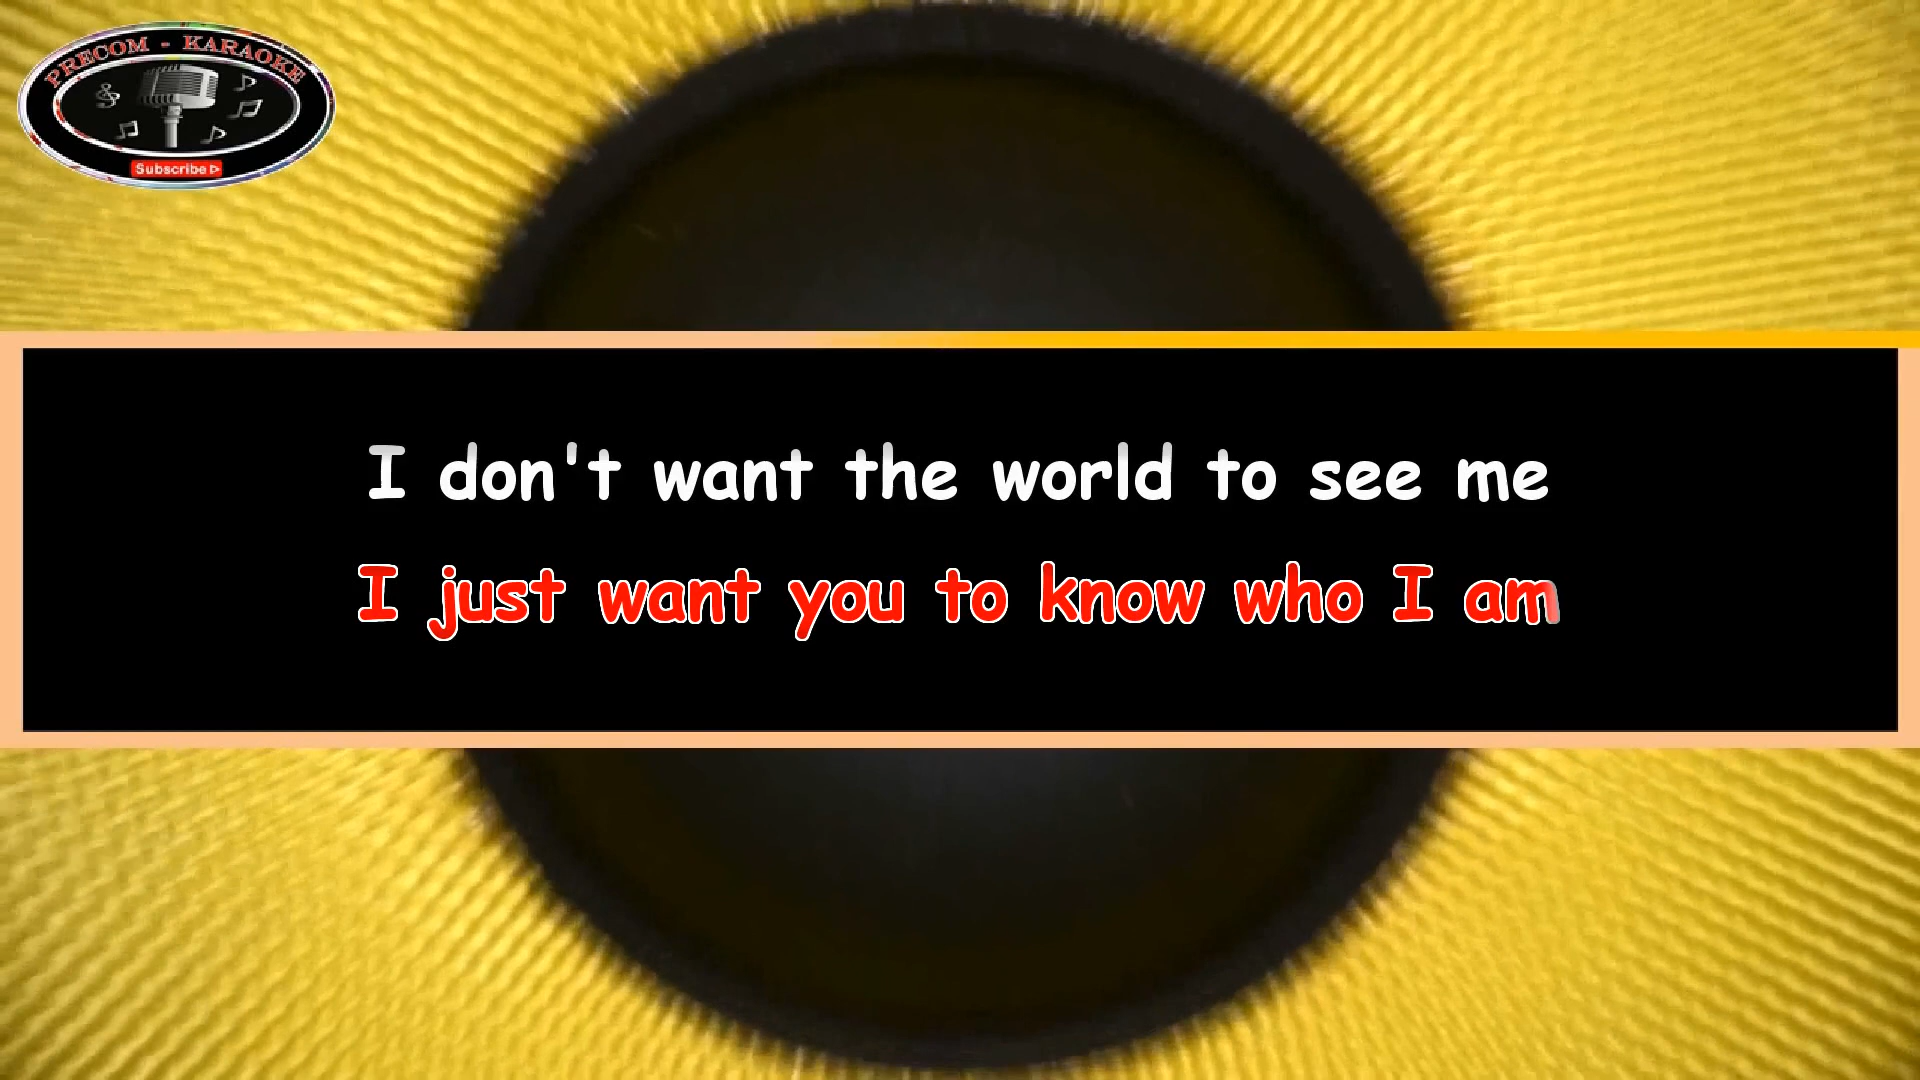 PRECOM - KARAOKE
Subscribe
I don't want the world to see me
I just want you to know who I am